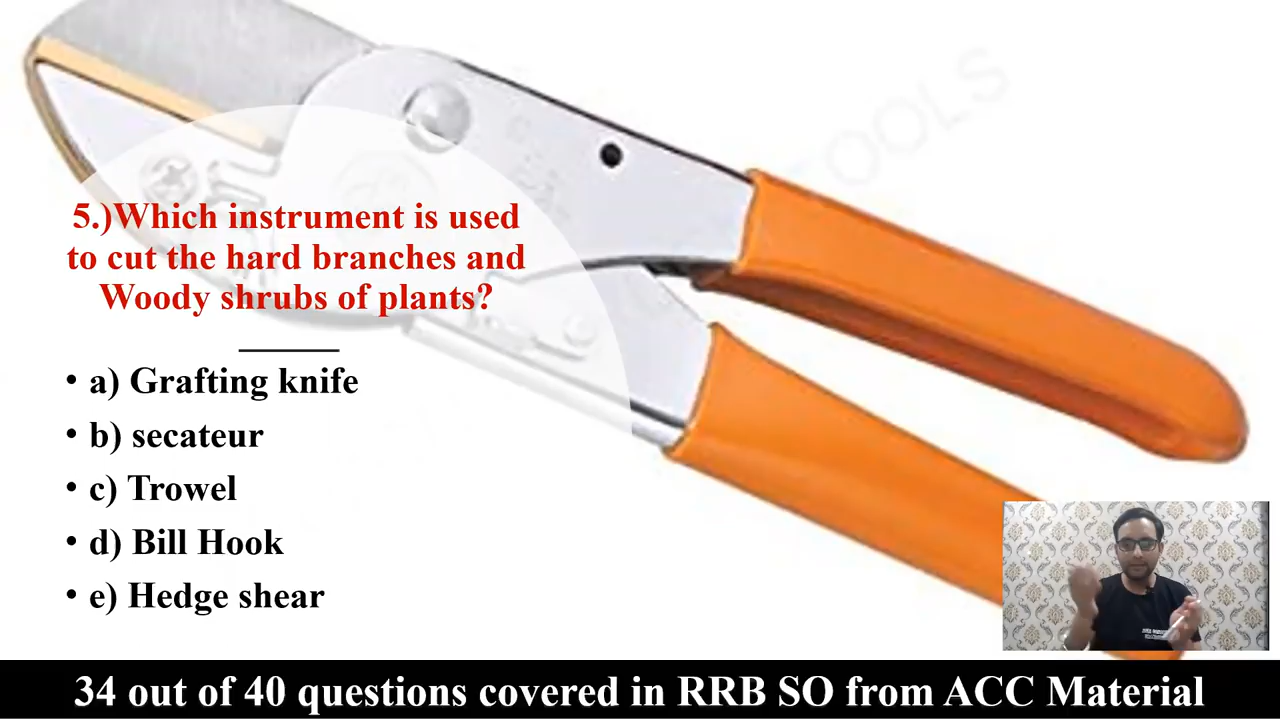 TOOLS
5.)Which instrument is used
to cut the hard branches and
Woody shrubs of plants?
• a) Grafting knife
• b) secateur
• c) Trowel
• d) Bill Hook
• e) Hedge shear
34 out of 40 questions covered in RRB SO from ACC Material